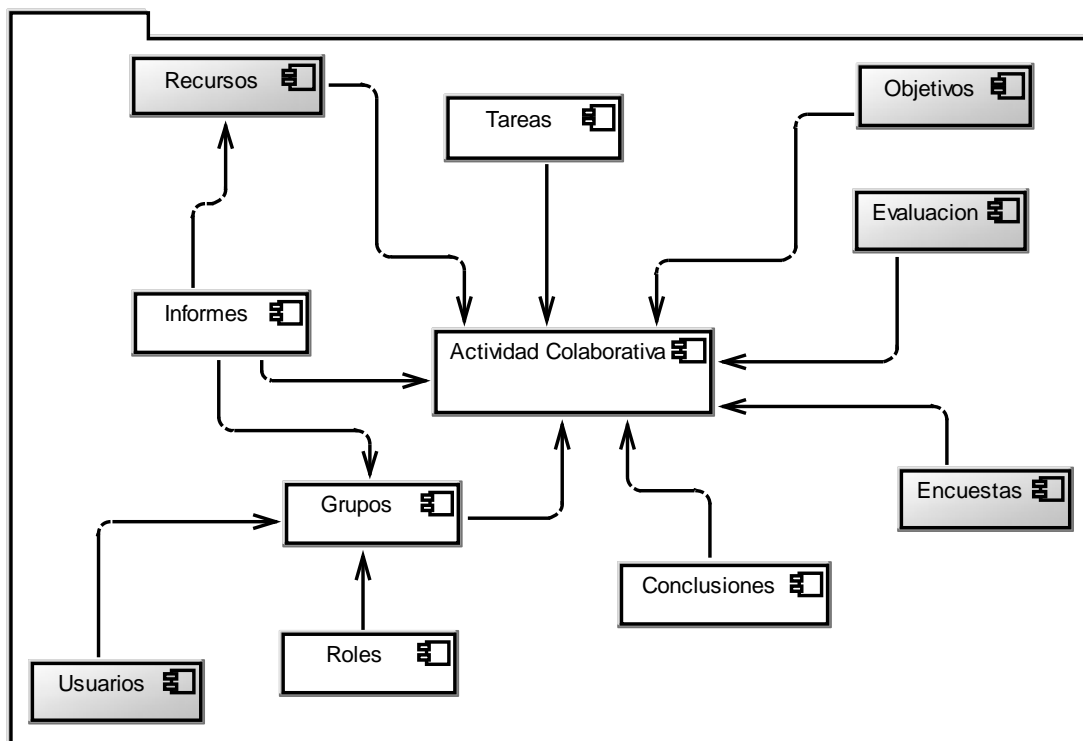 Recursos
Objetivos
Tareas
Evaluacion
Informes
Actividad Colaborativa
Encuestas
Grupos
Conclusiones
Roles
Usuarios